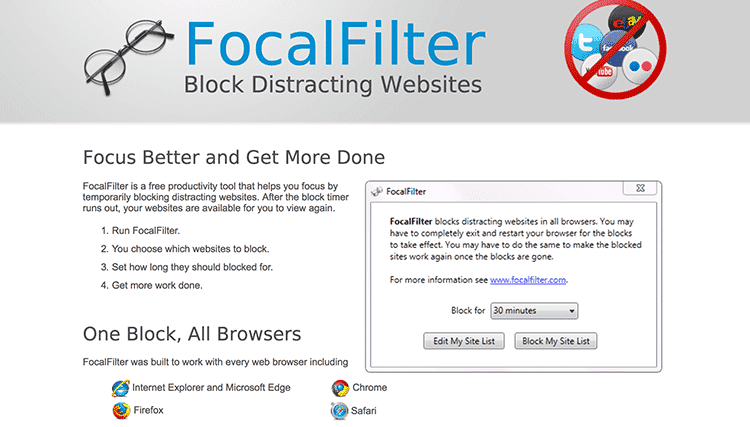 FocalFilter
Block Distracting Websites
ebay
facebook
You
Tube
Focus Better and Get More Done
FocalFilter is a free productivity tool that helps you focus by
temporarily blocking distracting websites. After the block timer
runs out, your websites are available for you to view again.
1. Run FocalFilter.
2. You choose which websites to block.
3. Set how long they should blocked for.
4. Get more work done.
FocalFilter
FocalFilter blocks distracting websites in all browsers. You may
have to completely exit and restart your browser for the blocks
to take effect. You may have to do the same to make the blocked
sites work again once the blocks are gone.
For more information see www.focalfilter.com.
Block for 30 minutes
Edit My Site List Block My Site List
One Block, All Browsers
FocalFilter was built to work with every web browser including
Internet Explorer and Microsoft Edge Chrome
Firefox Safari